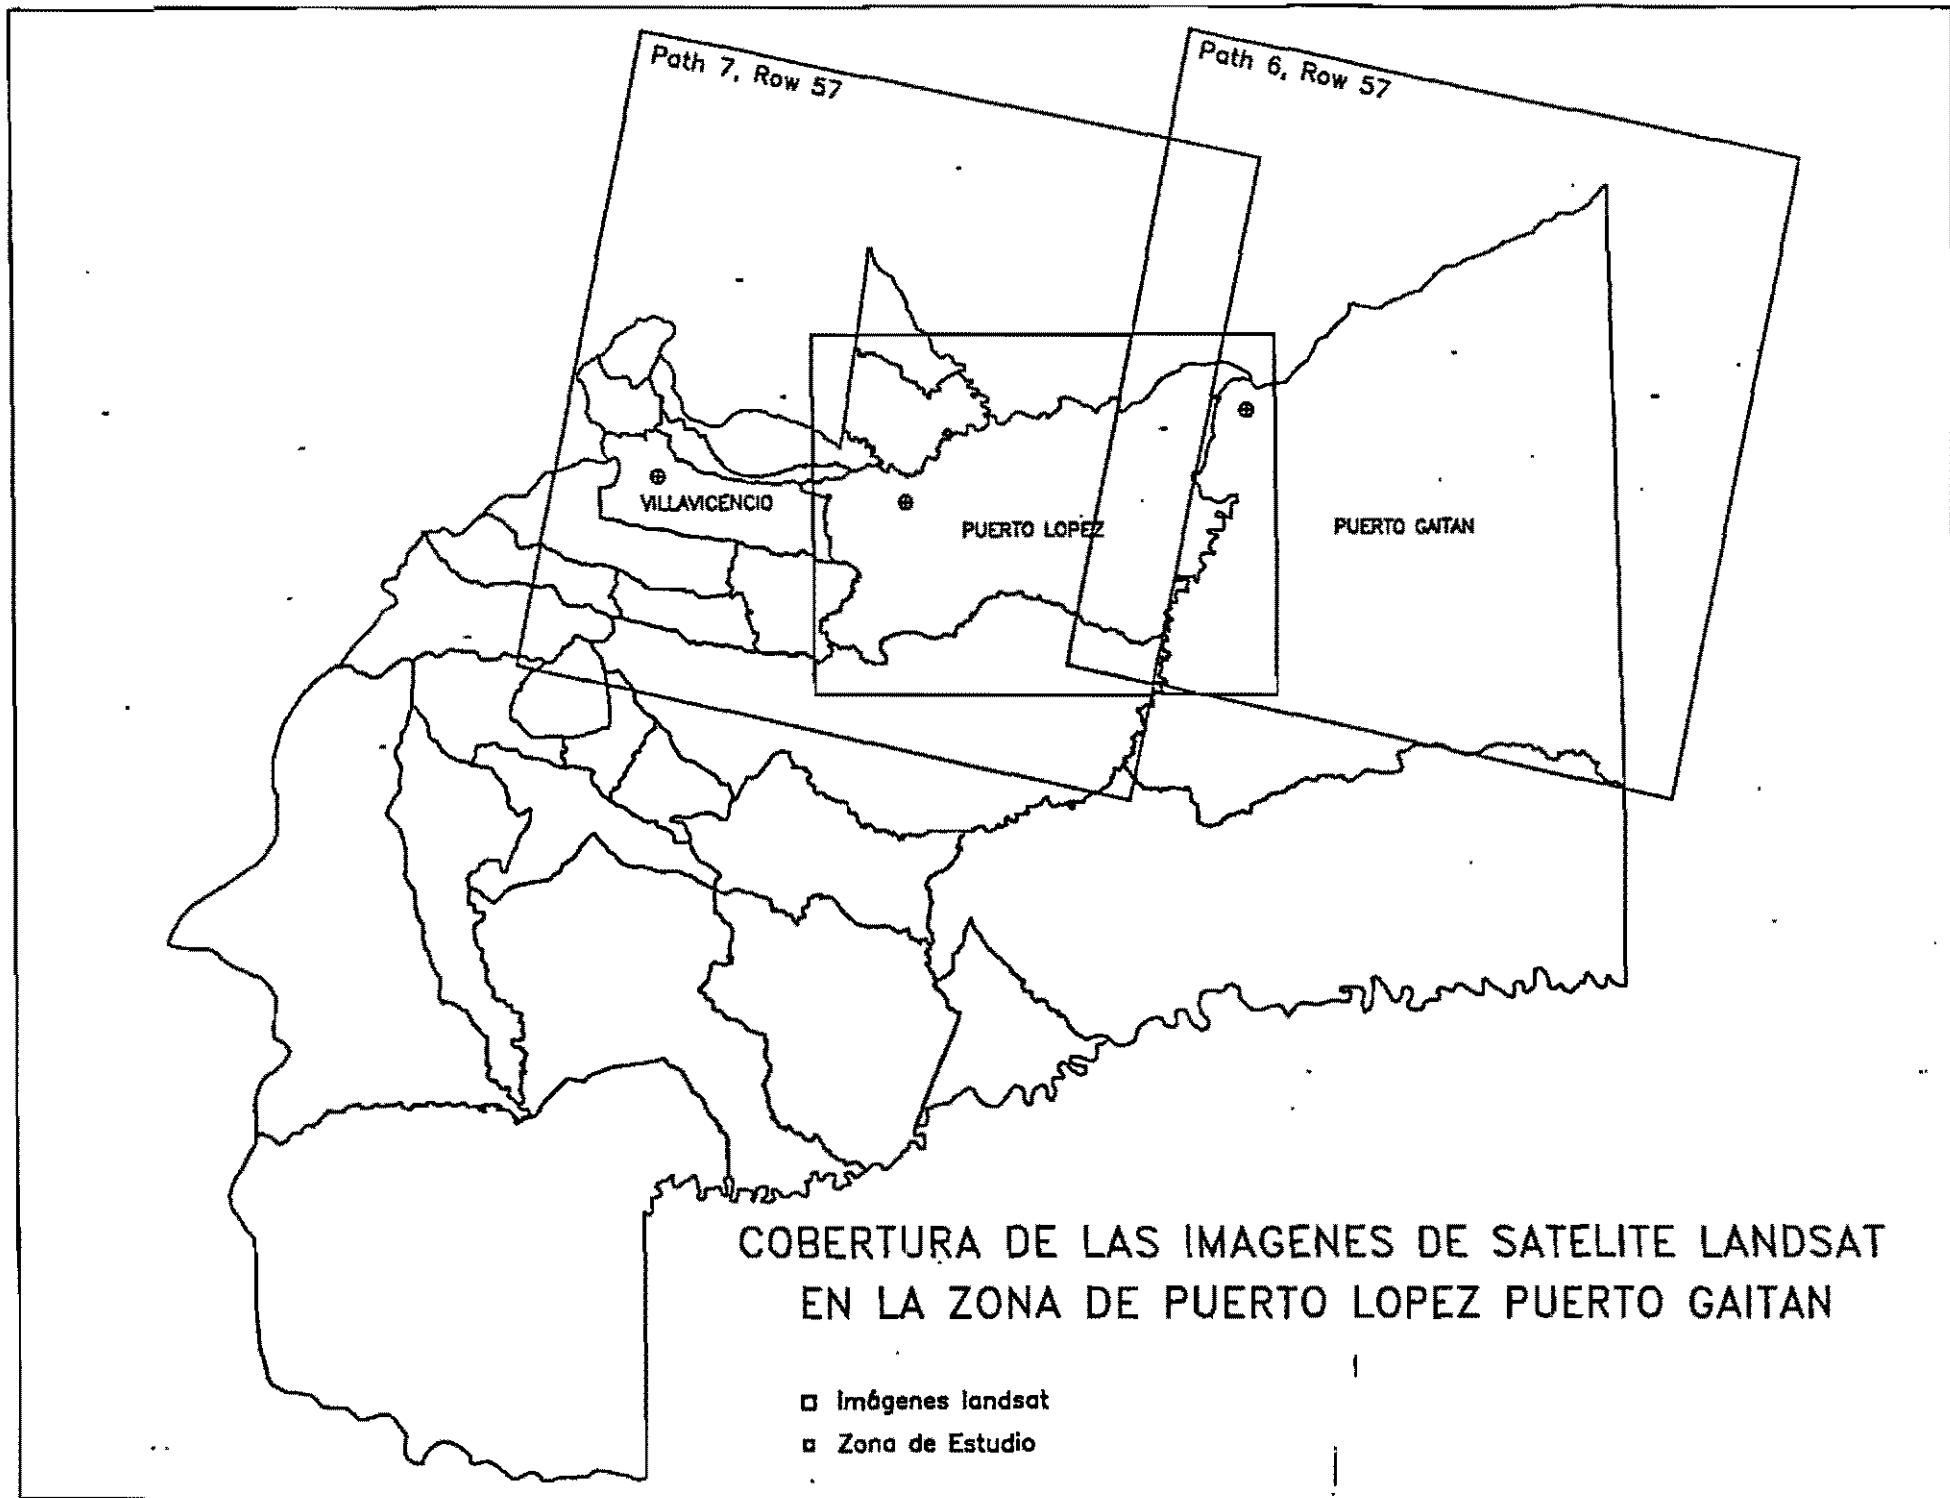 Path 7, Row 57
Path 6, Row 57
VILLAVICENCIO
PUERTO LOPEZ
PUERTO GAITAN
COBERTURA DE LAS IMAGENES DE SATELITE LANDSAT
EN LA ZONA DE PUERTO LOPEZ PUERTO GAITAN
Imágenes landsat
Zona de Estudio